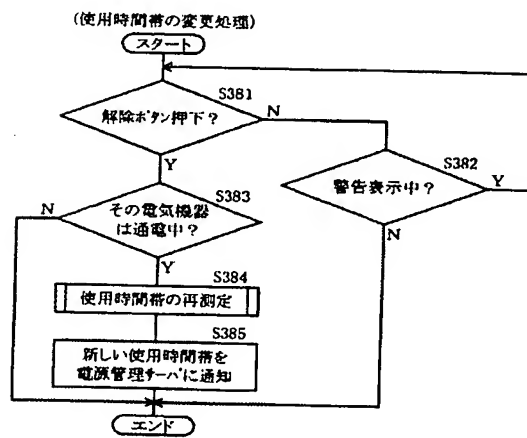 (使用時間帯の変更処理)
スタート
S381
解除ボタン押下？
N
Y
S382
警告表示中？
Y
N
S383
その電気機器
は通電中？
N
Y
S384
使用時間帯の再測定
S385
新しい使用時間帯を
電源管理サーバに通知
エンド